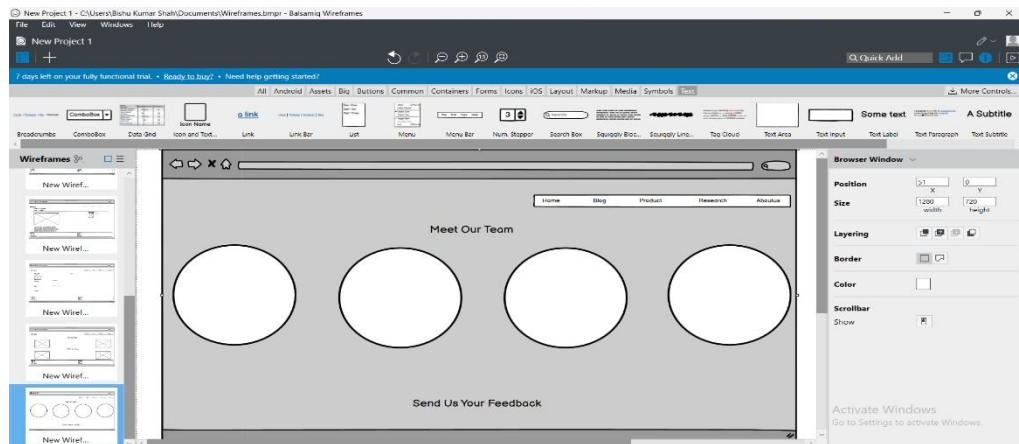 New Project 1 - C:\Users\Bishu Kumar Shah\Documents\Wireframes.bmpr - Balsamiq Wireframes
File Edit View Windows Help
New Project 1
Quick Add
7 days left on your fully functional trial. • Ready to buy? • Need help getting started?
All Android Assets Big Buttons Common Containers Forms Icons iOS Layout Markup Media Symbols Text
More Controls...
ComboBox
Icon Name
a link
3
Some text
A Subtitle
Breadcrumbs ComboBox Data Grid Icon and Text... Link Link Bar List Menu Menu Bar Num. Stepper Search Box Squiggly Bloc... Squiggly Line... Tag Cloud Text Area Text Input Text Label Text Paragraph Text Subtitle
Wireframes
New Wiref...
New Wiref...
New Wiref...
New Wiref...
New Wiref...
Home Blog Product Research Aboutus
Meet Our Team
Send Us Your Feedback
Browser Window
Position
51 0
X Y
Size
1280 720
width height
Layering
Border
Color
Scrollbar
Show
Activate Windows
Go to Settings to activate Windows.